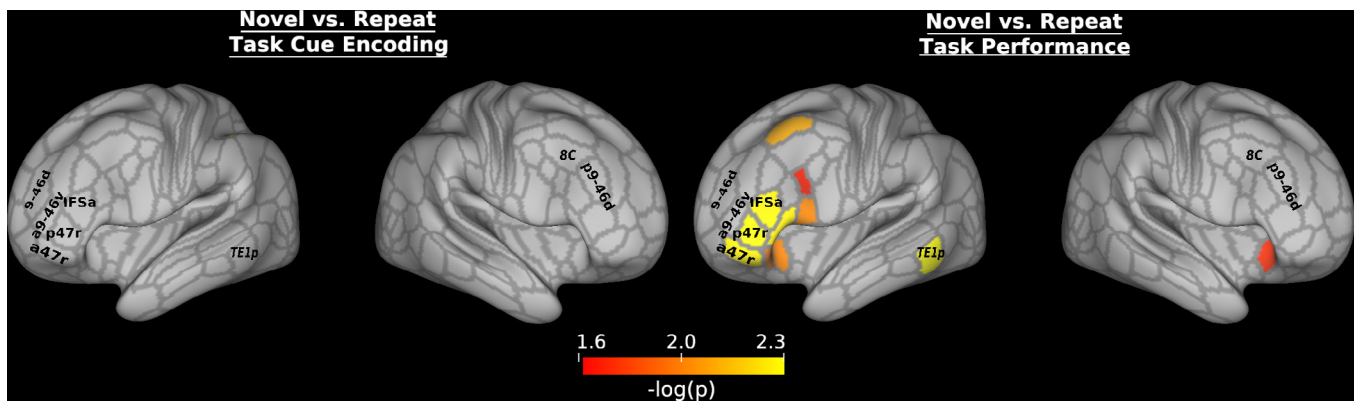 Novel vs. Repeat
Task Cue Encoding
Novel vs. Repeat
Task Performance
9-46d
a9-46v
IFSa
p47r
a47r
TE1p
8C
p9-46d
9-46d
a9-46v
IFSa
p47r
a47r
TE1p
8C
p9-46d
1.6 2.0 2.3
-log(p)